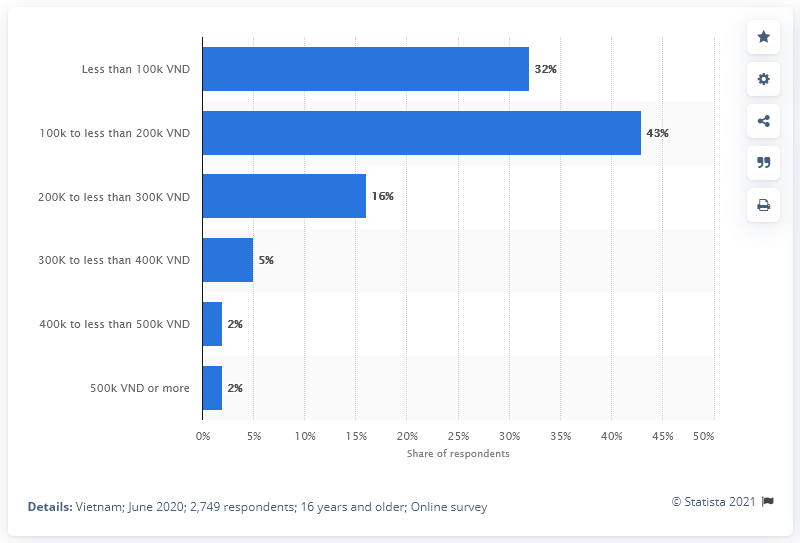 Less than 100k VND
32%
100k to less than 200k VND
43%
200K to less than 300K VND
16%
300K to less than 400K VND
5%
400k to less than 500k VND
2%
500k VND or more
2%
0% 5% 10% 15% 20% 25% 30% 35% 40% 45% 50%
Share of respondents
Details: Vietnam; June 2020; 2,749 respondents; 16 years and older; Online survey
© Statista 2021